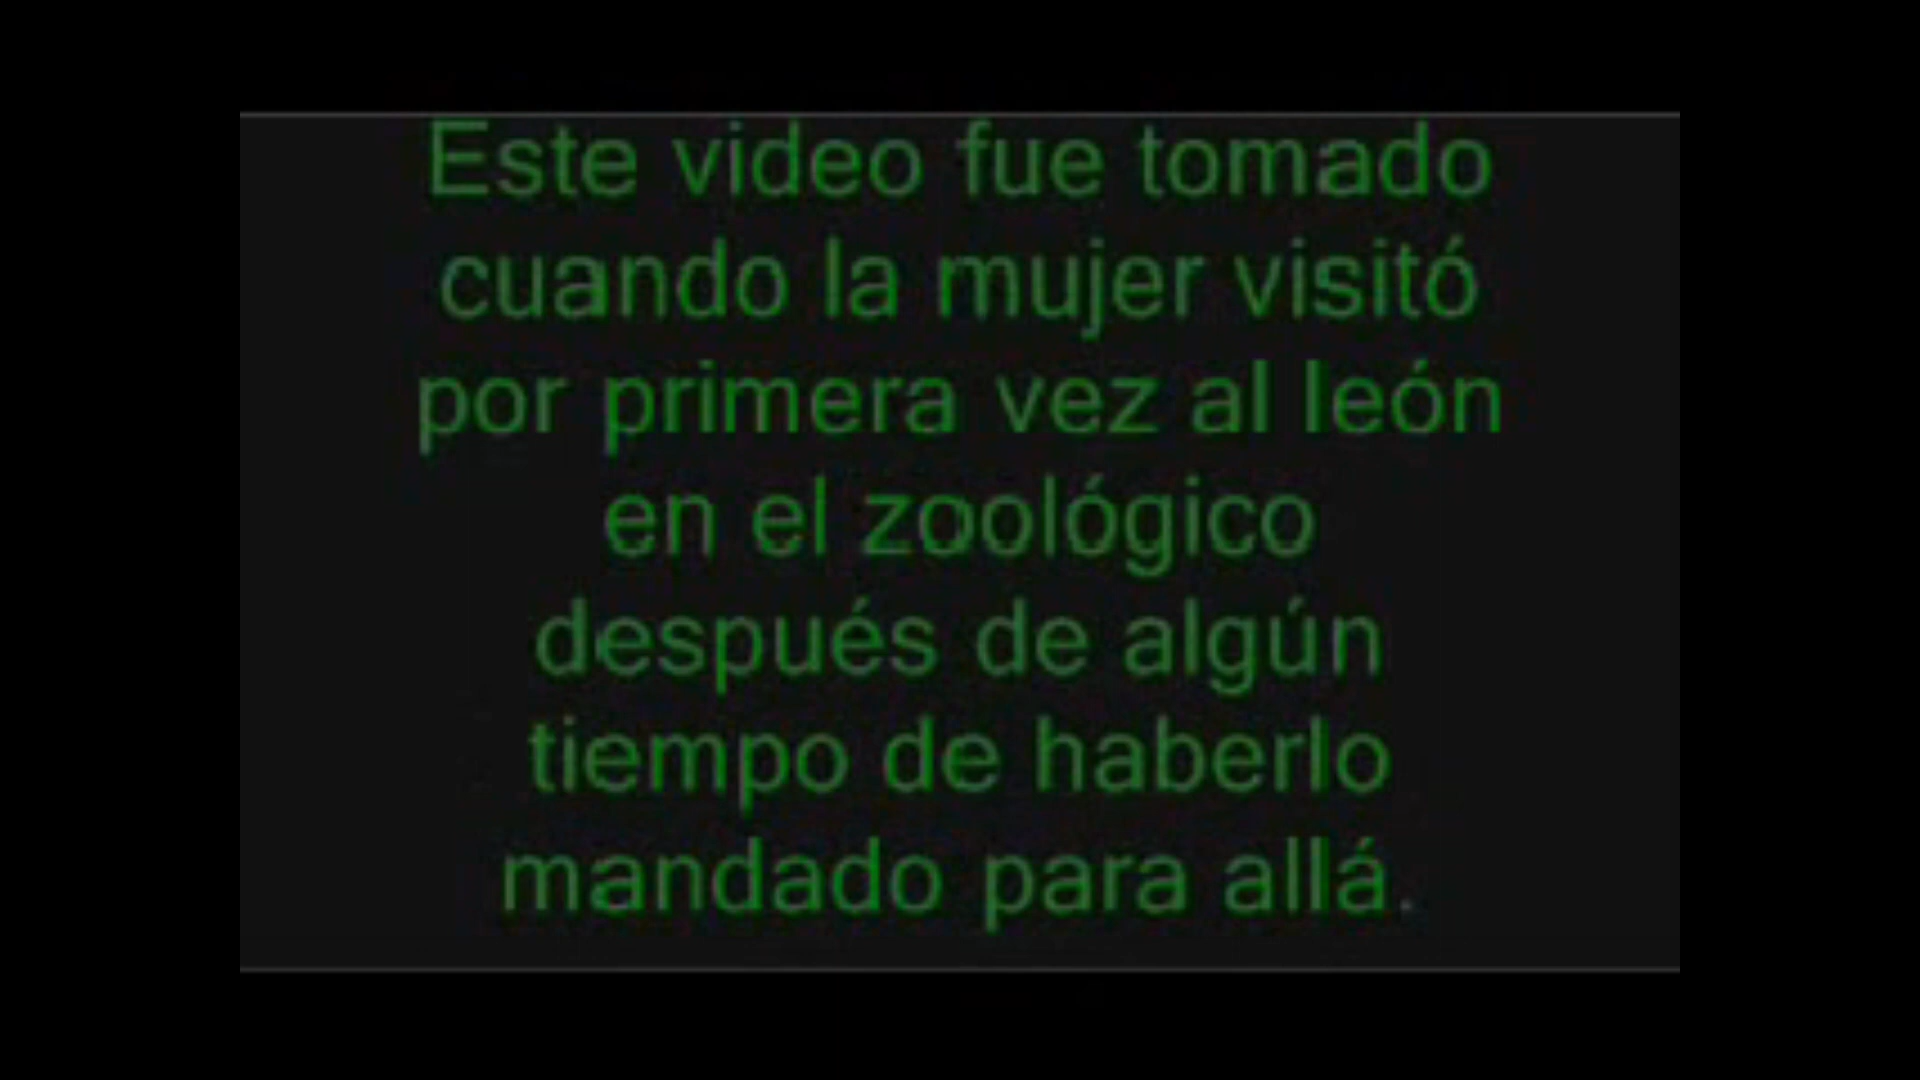 Este video fue tomado
cuando la mujer visitó
por primera vez al león
en el zoológico
después de algún
tiempo de haberlo
mandado para allá.